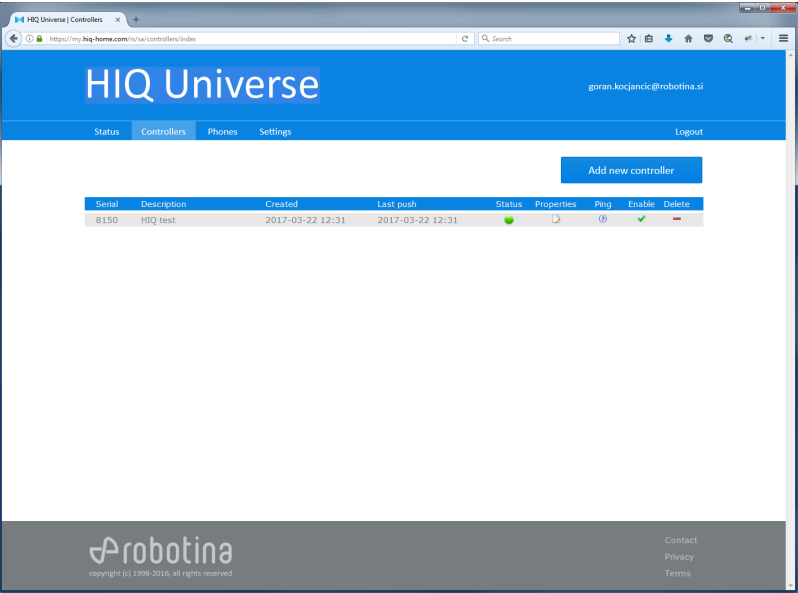 HIQ Universe | Controllers
https://my.hiq-home.com/rs/sa/controllers/index
Search
HIQ Universe
goran.kocjancic@robotina.si
Status Controllers Phones Settings Logout
Add new controller
Serial Description Created Last push Status Properties Ping Enable Delete
8150 HIQ test 2017-03-22 12:31 2017-03-22 12:31
robotina
copyright (c) 1998-2016, all rights reserved
Contact
Privacy
Terms